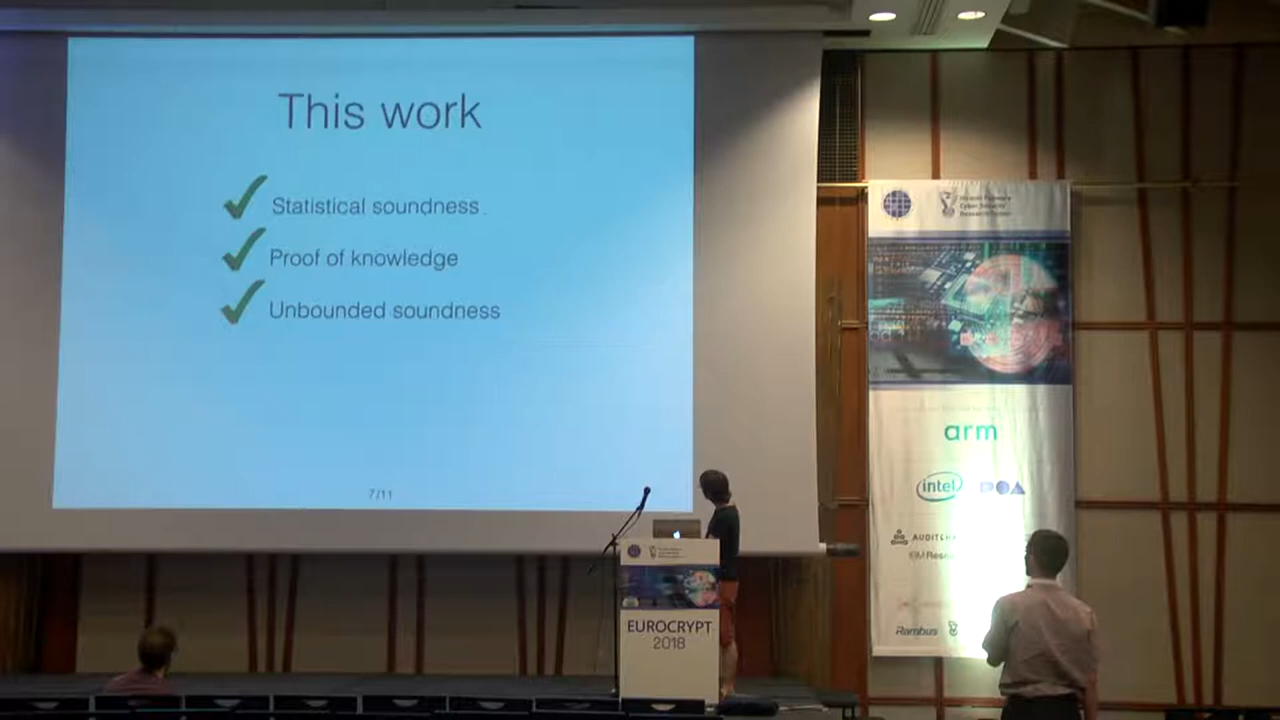 This work
Statistical soundness
Proof of knowledge
Unbounded soundness
7/11
arm
intel
Rambus
EUROCRYPT
2018